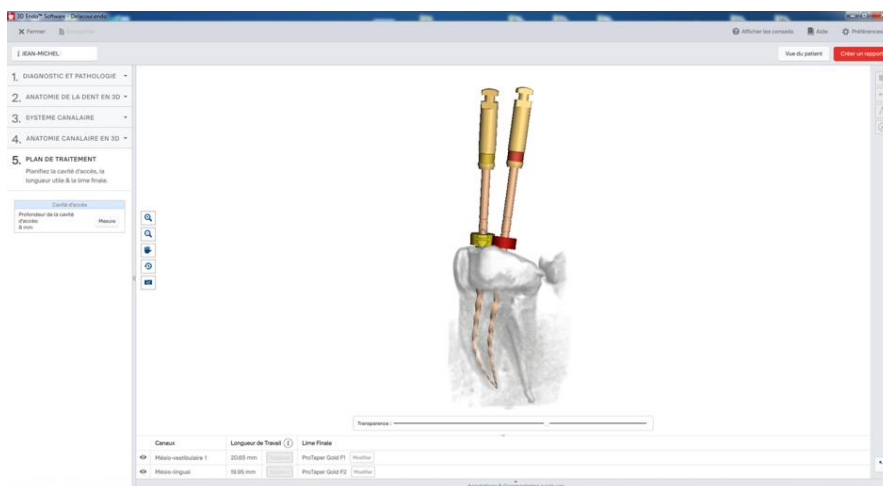 3D Endo™ Software - Delacour.endo
Fermer
Afficher les conseils
Aide
Préférences
JEAN-MICHEL
Vue du patient
Créer un rapport
1. DIAGNOSTIC ET PATHOLOGIE
2. ANATOMIE DE LA DENT EN 3D
3. SYSTÈME CANALAIRE
4. ANATOMIE CANALAIRE EN 3D
5. PLAN DE TRAITEMENT
Planifiez la cavité d'accès, la
longueur utile & la lime finale.
Cavité d'accès
Profondeur de la cavité
d'accès:
8 mm
Mesure
Transparence :
Canaux Longueur de Travail Lime Finale
Mésio-vestibulaire 1 20.65 mm ProTaper Gold F1 Modifier
Mésio-lingual 19.95 mm ProTaper Gold F2 Modifier